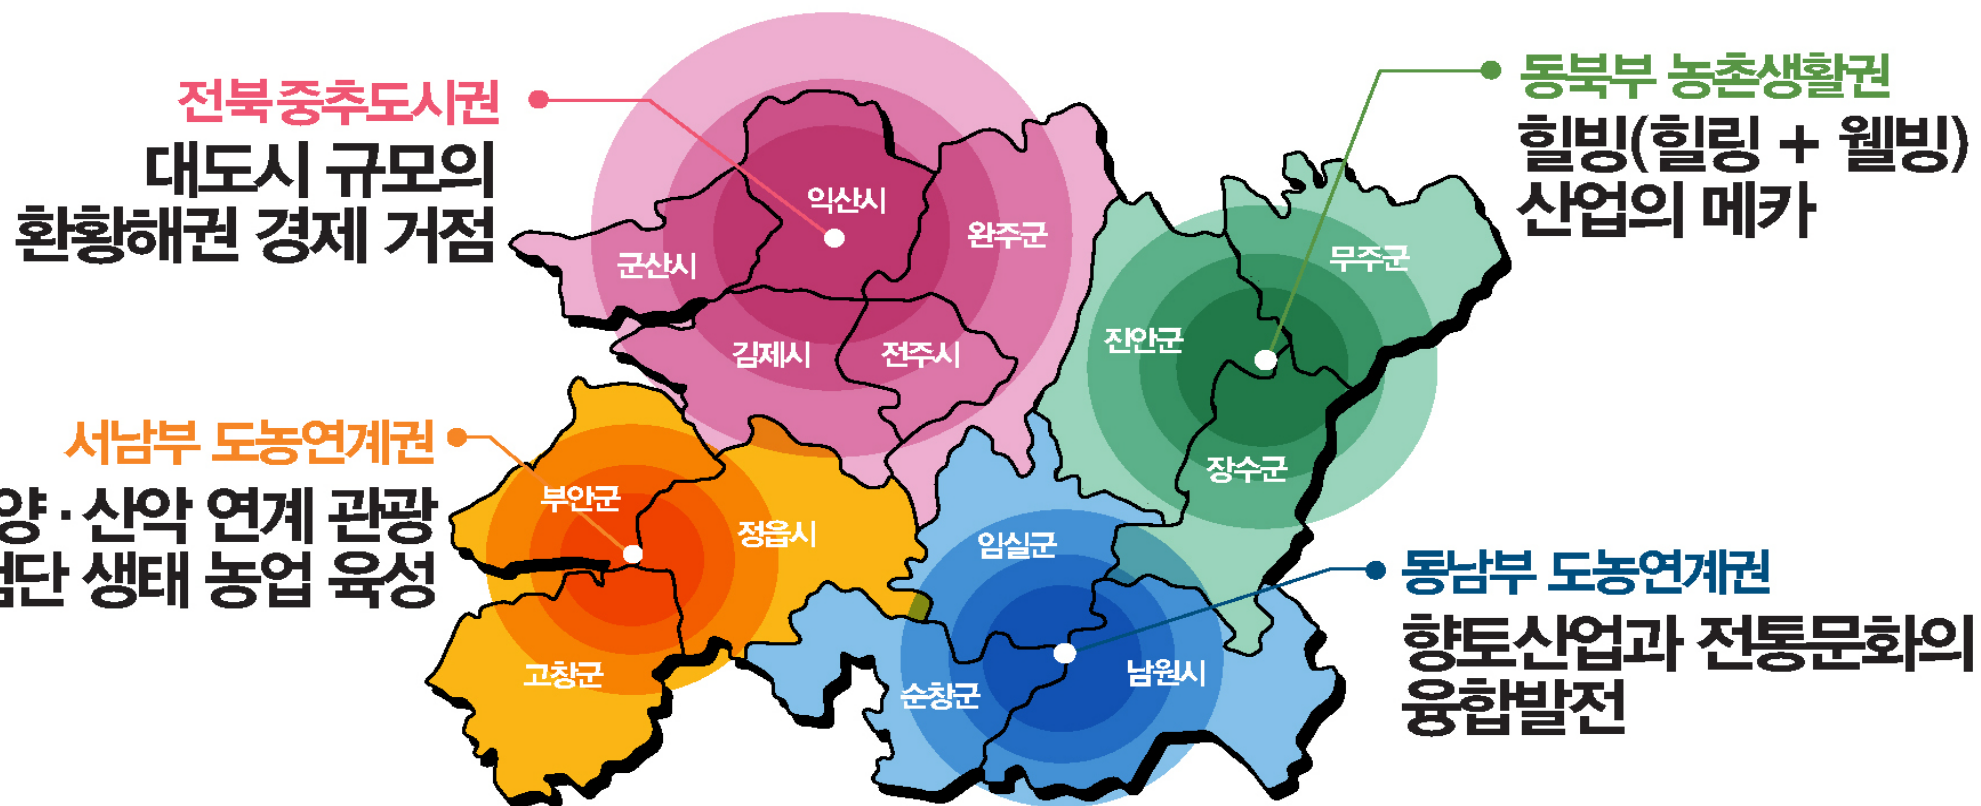 전북 중추도시권
대도시 규모의
환황해권 경제 거점
동북부 농촌생활권
힐빙(힐링 + 웰빙)
산업의 메카
익산시
완주군
군산시
무주군
진안군
김제시
전주시
장수군
서남부 도농연계권
양·산악 연계 관광
생태 농업 육성
부안군
정읍시
고창군
임실군
순창군
남원시
동남부 도농연계권
향토산업과 전통문화의
융합발전